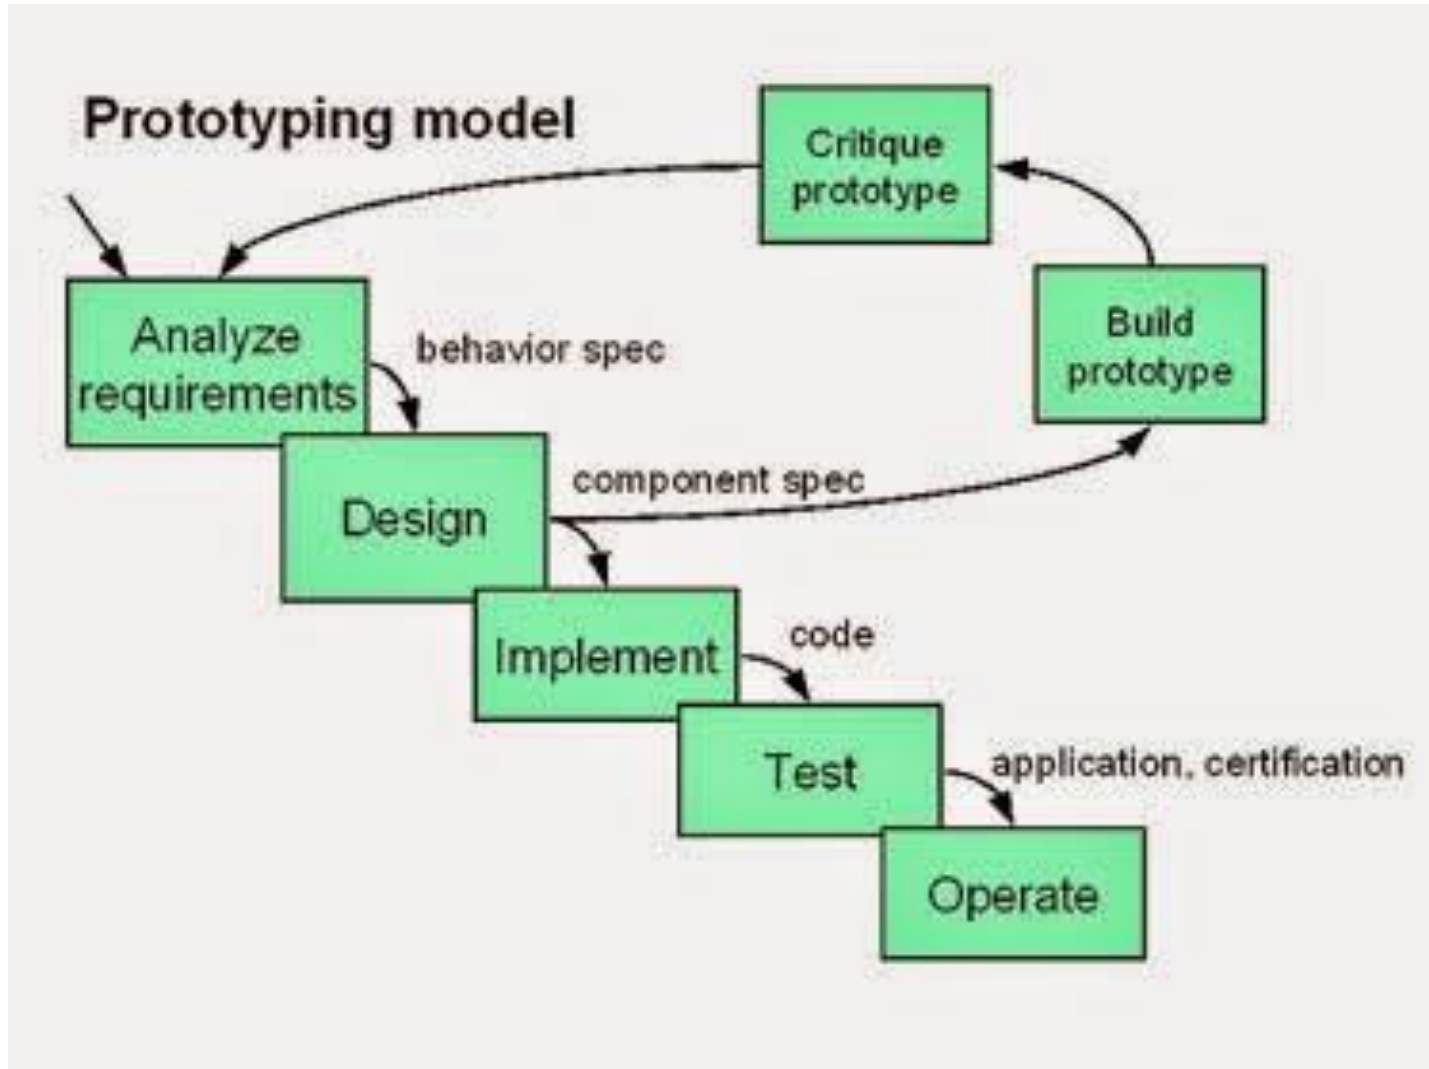 Prototyping model
Critique
prototype
Build
prototype
Analyze
requirements
behavior spec
Design
component spec
Implement
code
Test
application, certification
Operate